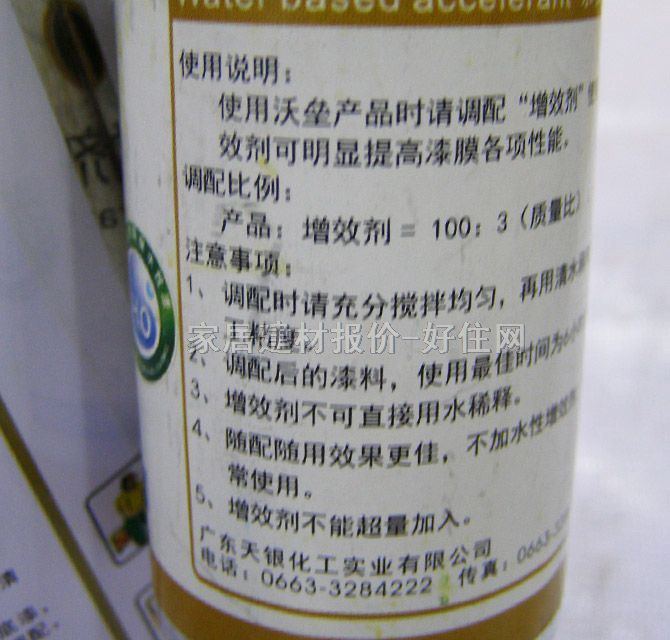 Water based accelerant
使用说明：
使用沃垒产品时请调配“增效剂”
效剂可明显提高漆膜各项性能.
调配比例：
产品：增效剂 = 100：3（质量比）
注意事项：
1、调配时请充分搅拌均匀，再用清水
家居建材报价-好住网
2、调配后的漆料，使用最佳时间为6小
3、增效剂不可直接用水稀释。
4、随配随用效果更佳，不加水性增效
常使用。
5、增效剂不能超量加入。
广东天银化工实业有限公司
电话：0663-3284222 传真：0663-32